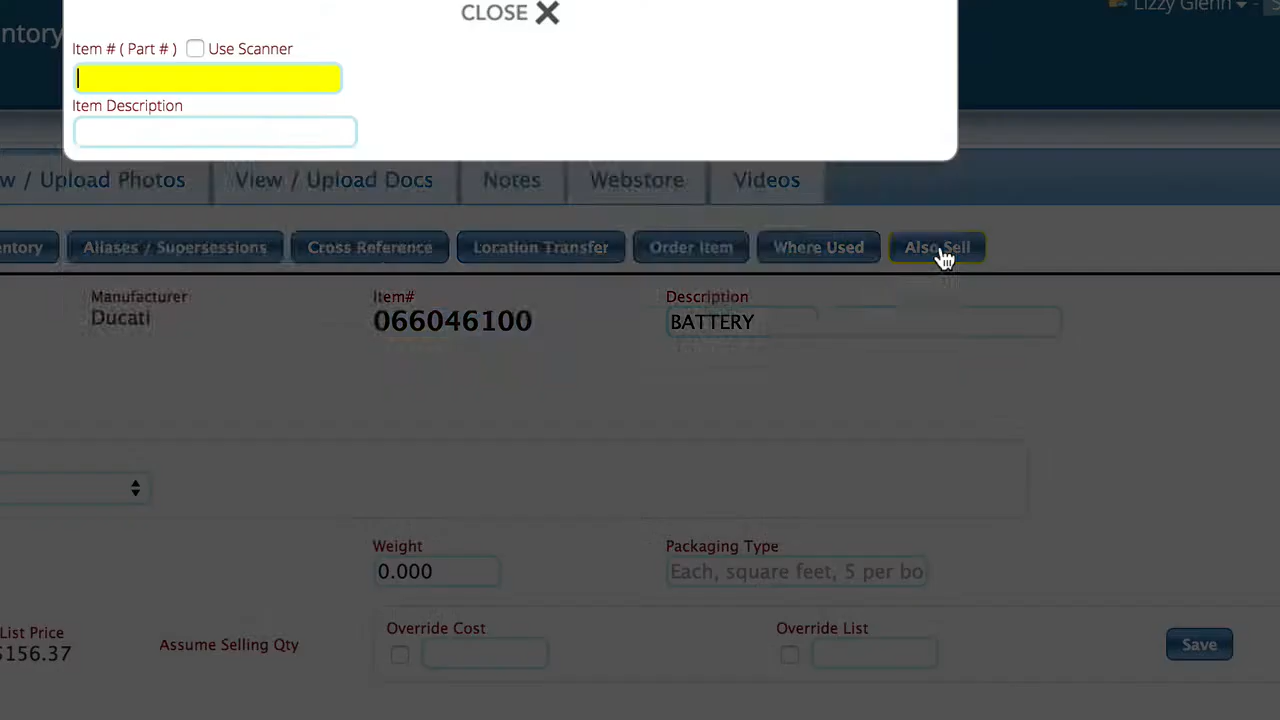 CLOSE
Lizzy Glenn
ntory
Item # ( Part # ) Use Scanner
Item Description
w / Upload Photos View / Upload Docs Notes Webstore Videos
entory Aliases / Supersessions Cross Reference Location Transfer Order Item Where Used Also Sell
Manufacturer Item# Description
Ducati 066046100 BATTERY
Weight Packaging Type
0.000 Each, square feet, 5 per bo
List Price Assume Selling Qty Override Cost Override List
$156.37 Save